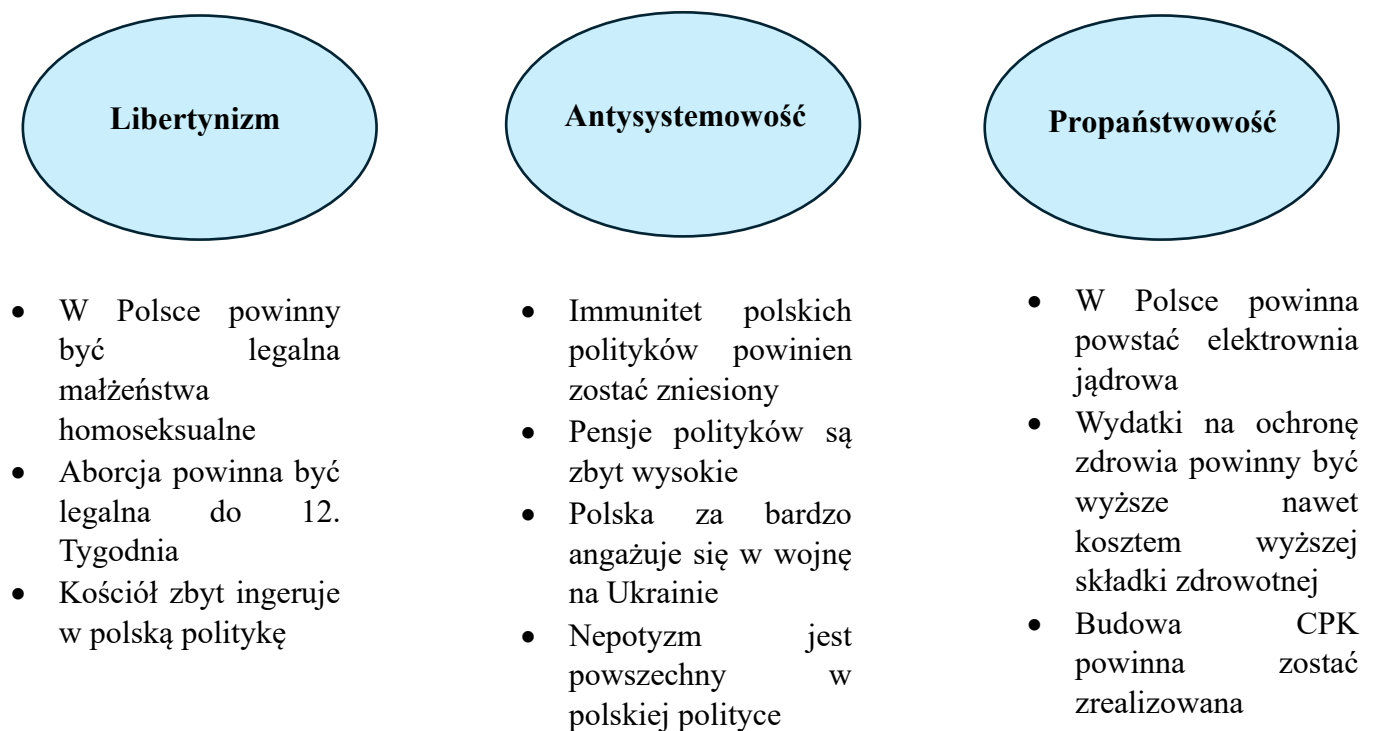 Libertynizm
• W Polsce powinny
być legalna
małżeństwa
homoseksualne
• Aborcja powinna być
legalna do 12.
Tygodnia
• Kościół zbyt ingeruje
w polską politykę
Antysystemowość
• Immunitet polskich
polityków powinien
zostać zniesiony
• Pensje polityków są
zbyt wysokie
• Polska za bardzo
angażuje się w wojnę
na Ukrainie
• Nepotyzm jest
powszechny w
polskiej polityce
Propaństwowość
• W Polsce powinna
powstać elektrownia
jądrowa
• Wydatki na ochronę
zdrowia powinny być
wyższe nawet
kosztem wyższej
składki zdrowotnej
• Budowa CPK
powinna zostać
zrealizowana